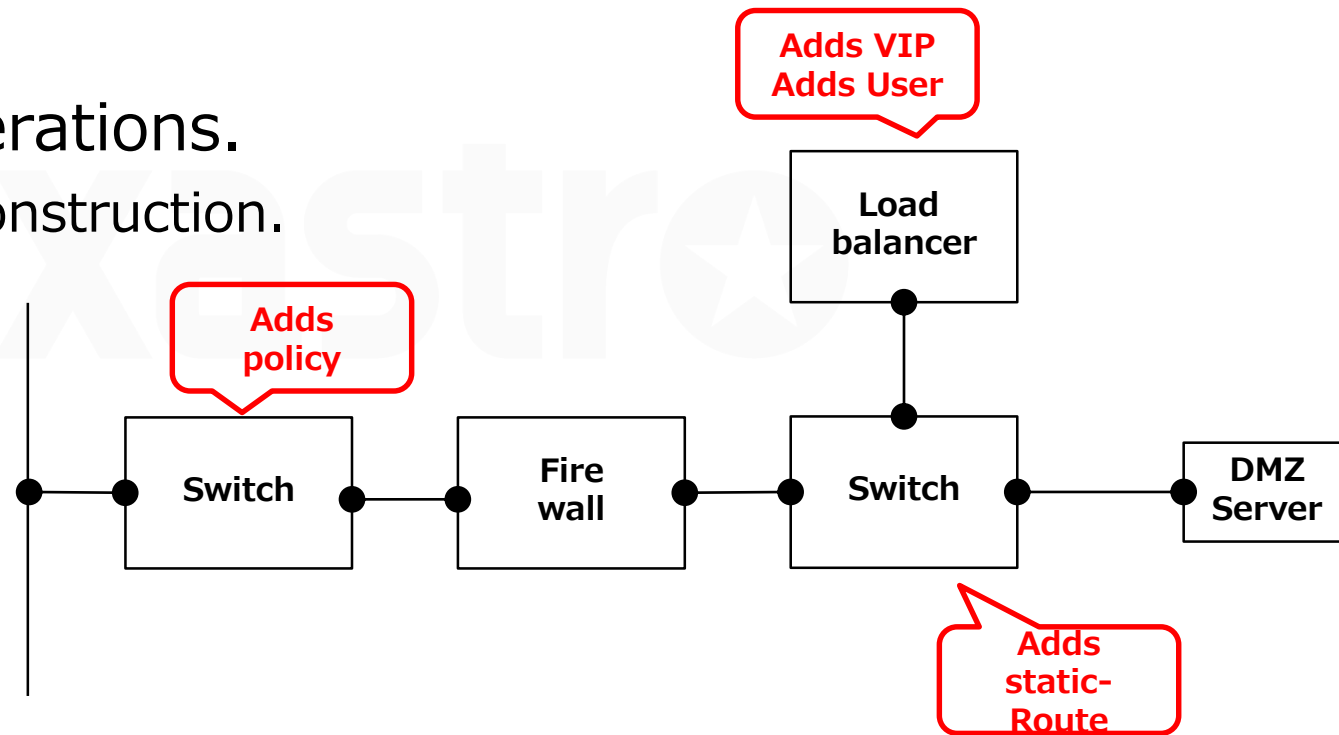 erations.
onstruction.
xastr
Adds VIP
Adds User
Load
balancer
Adds
policy
Switch
Fire
wall
Switch
DMZ
Server
Adds
static-
Route